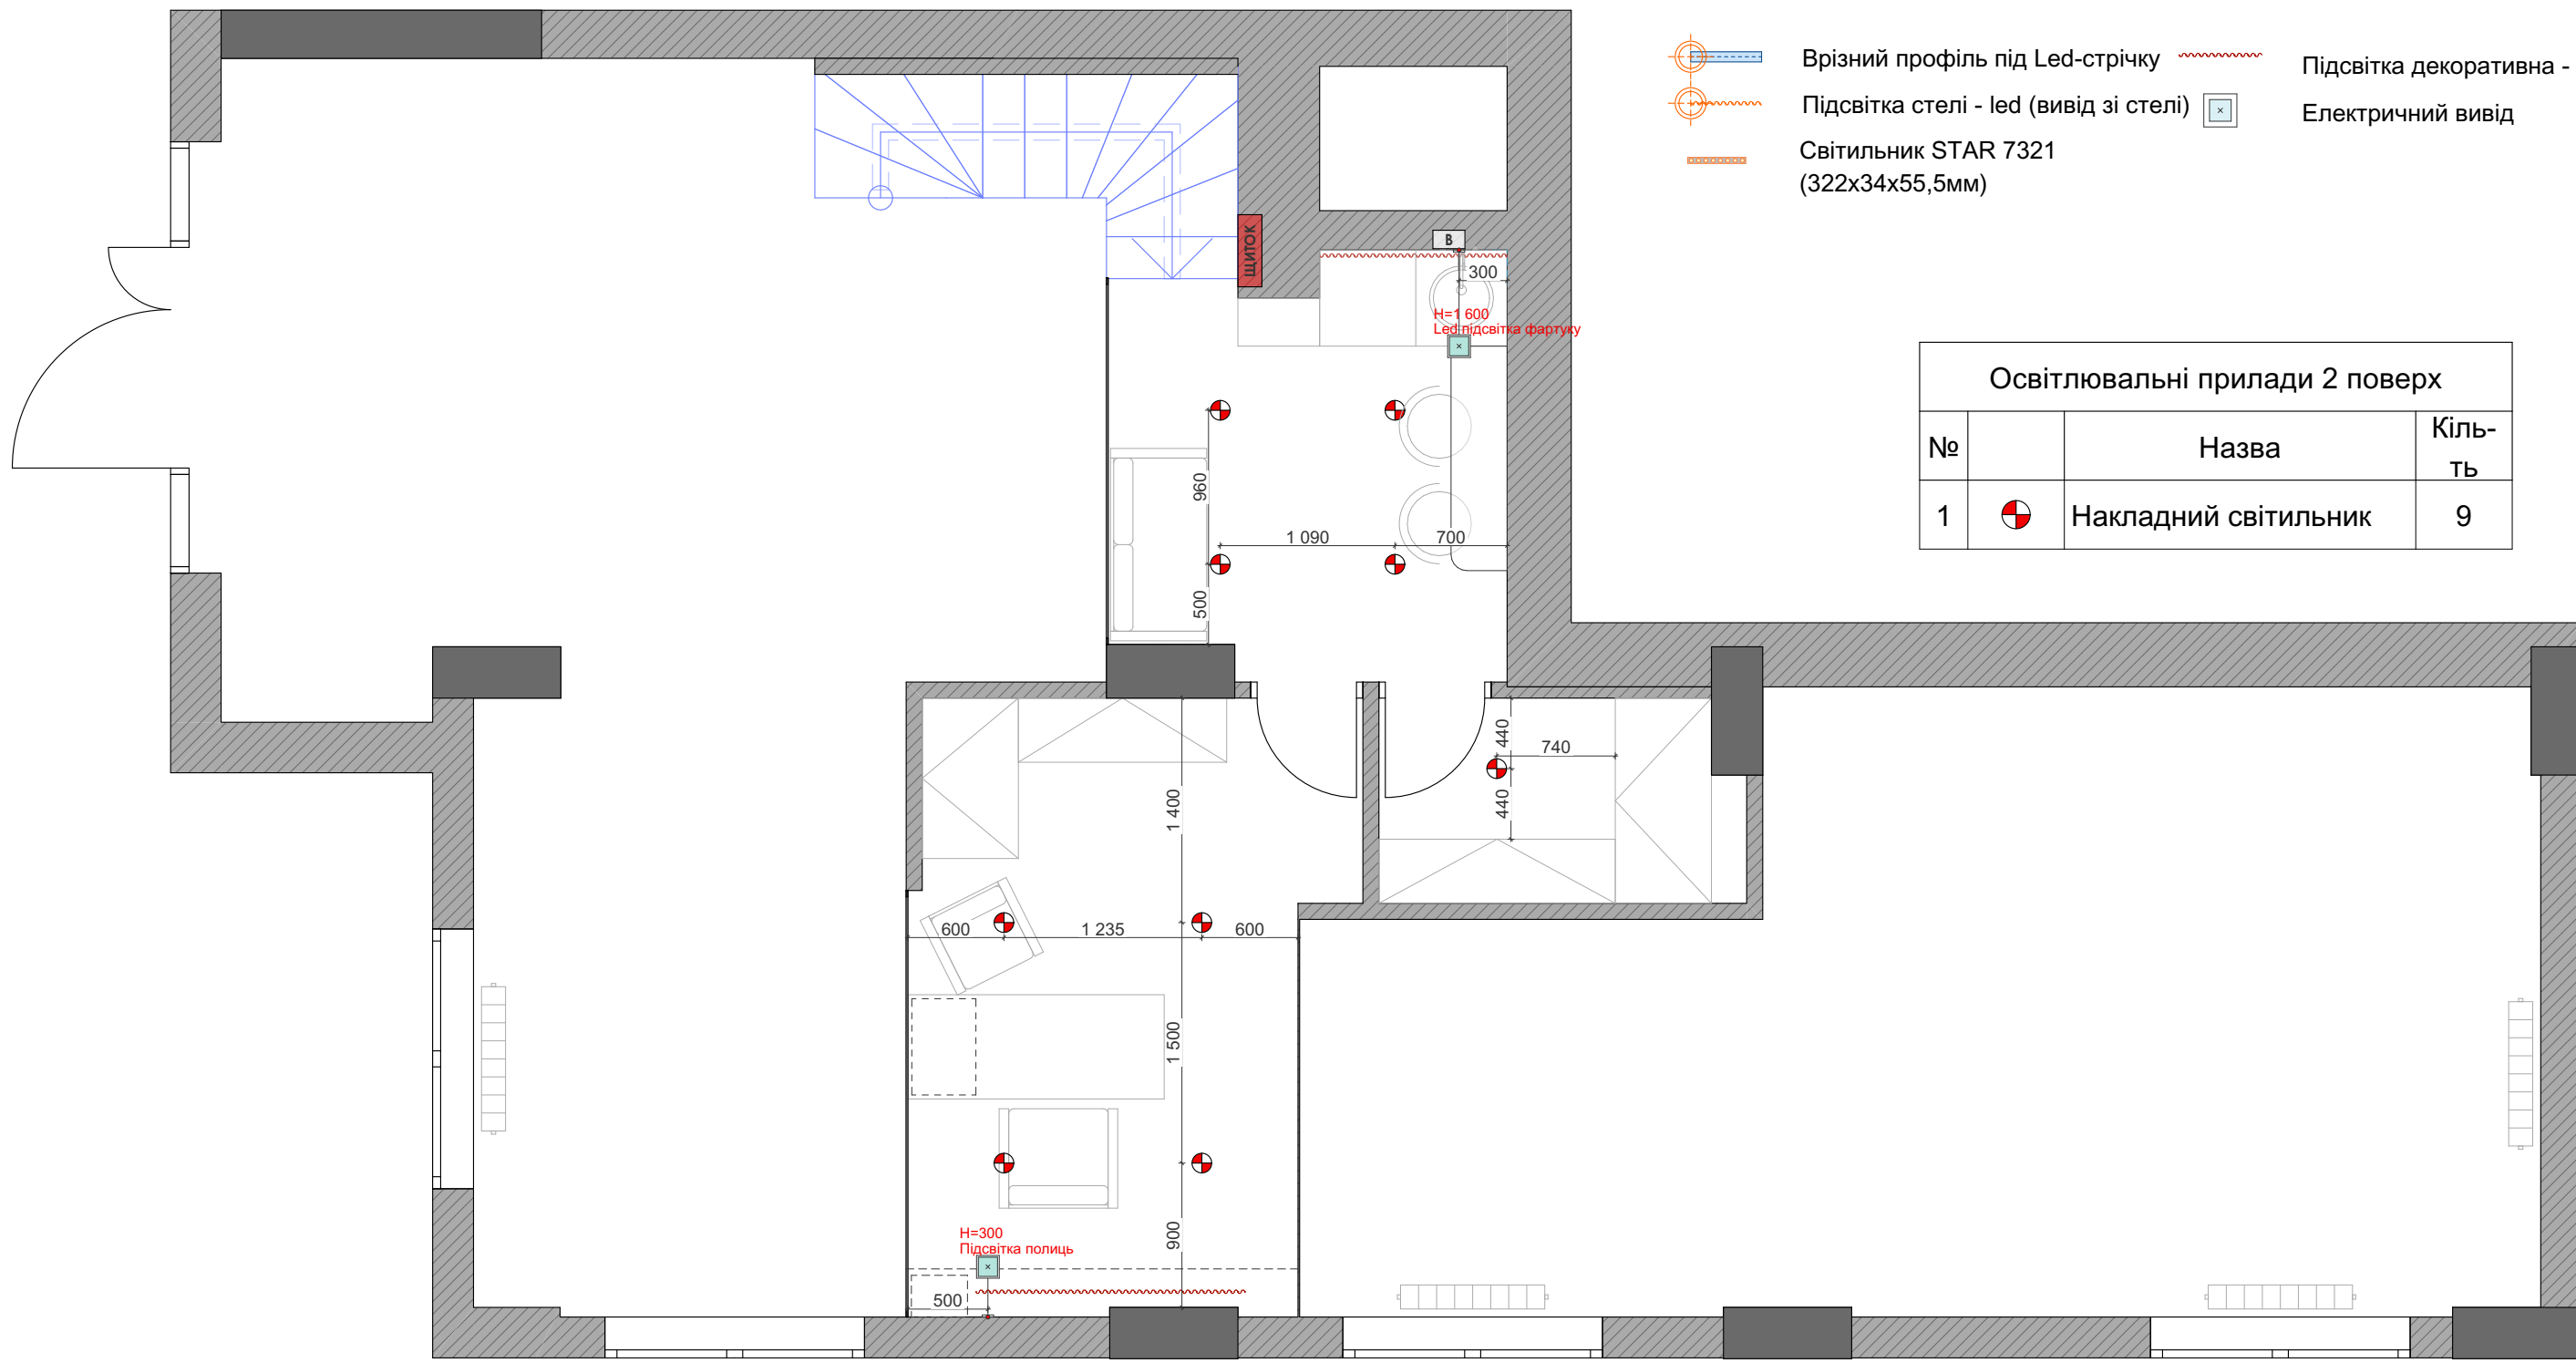 Врізний профіль під Led-стрічку
Підсвітка декоративна -
Підсвітка стелі - led (вивід зі стелі)
Електричний вивід
Світильник STAR 7321
(322x34x55,5мм)
ЩИТОК
В
300
H=1 600
Led підсвітка фартуку
Освітлювальні прилади 2 поверх
№
Назва
Кіль-
ть
1
Накладний світильник
9
960
1 090
700
500
440
740
440
1 400
600
1 235
600
1 500
900
H=300
Підсвітка полиць
500